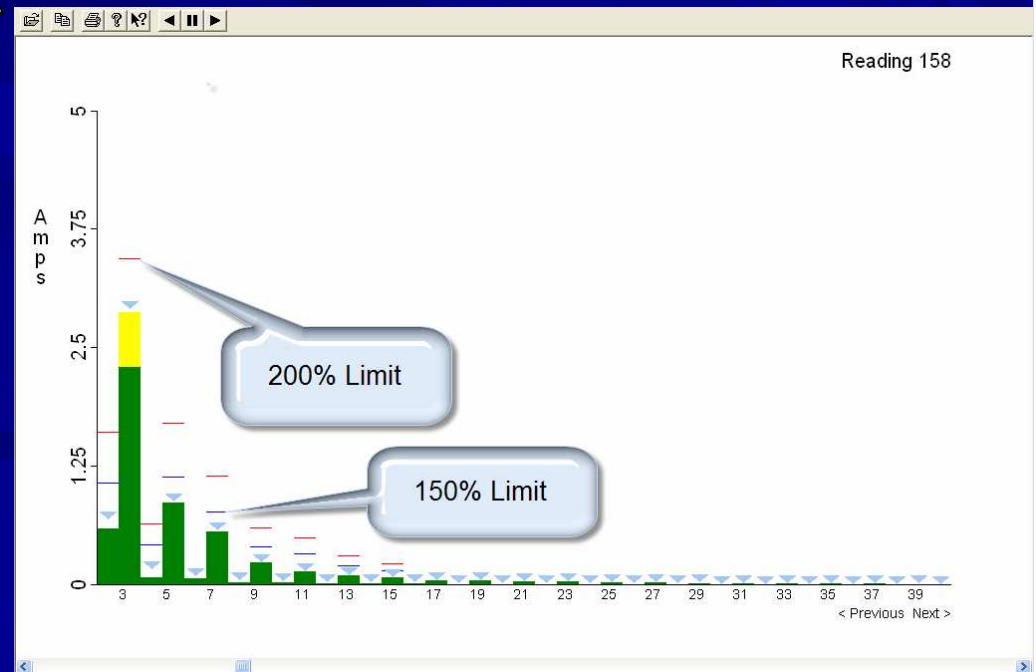 Reading 158
Amps
5
3.75
2.5
1.25
0
200% Limit
150% Limit
3 5 7 9 11 13 15 17 19 21 23 25 27 29 31 33 35 37 39
< Previous Next >